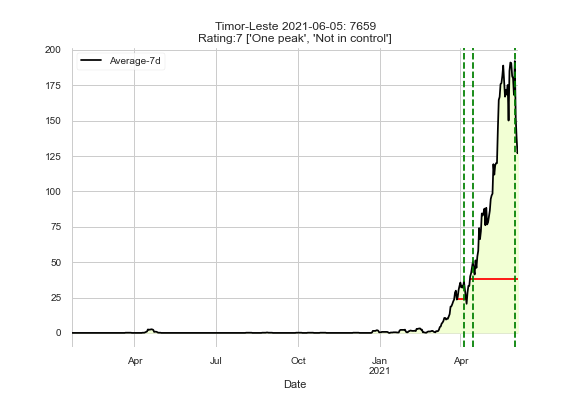 Timor-Leste 2021-06-05: 7659
Rating:7 ['One peak', 'Not in control']
Average-7d
200
175
150
125
100
75
50
25
0
Apr
Jul
Oct
Jan
2021
Apr
Date